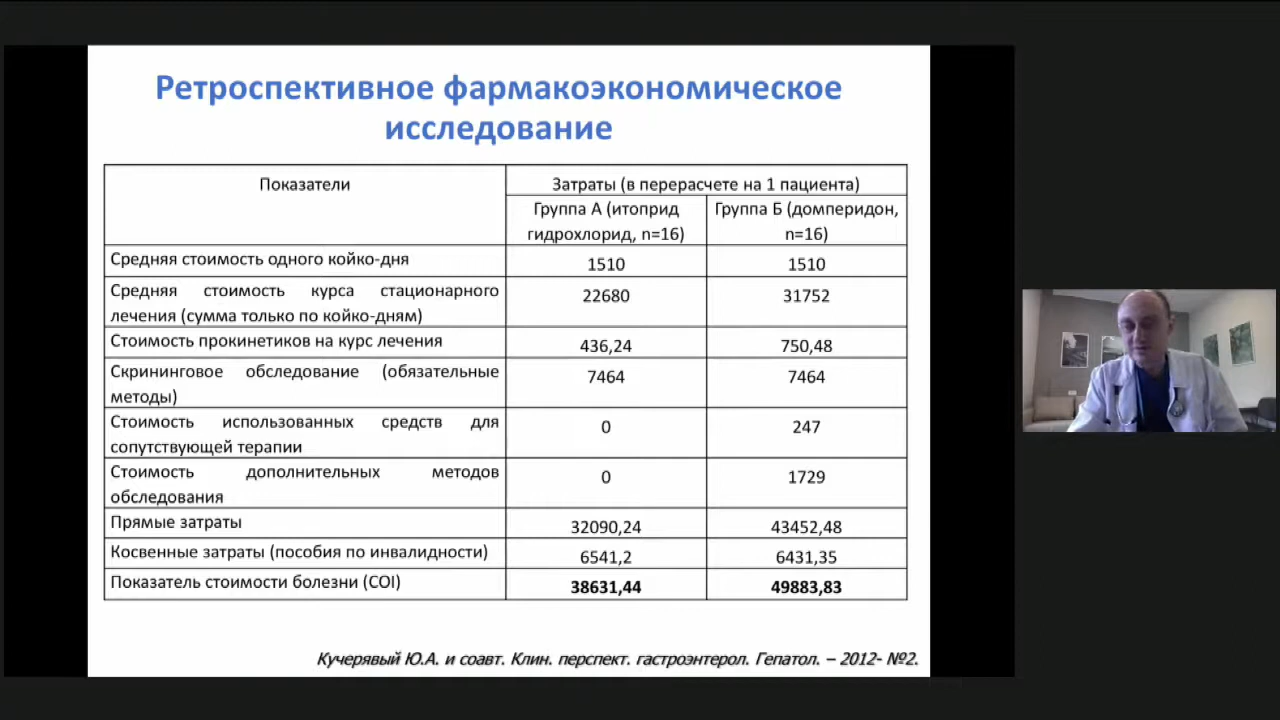 Ретроспективное фармакоэкономическое
исследование
Показатели
Затраты (в перерасчете на 1 пациента)
Группа А (итоприд
гидрохлорид, n=16)
Группа Б (домперидон,
n=16)
Средняя стоимость одного койко-дня
1510
1510
Средняя стоимость курса стационарного
лечения (сумма только по койко-дням)
22680
31752
Стоимость прокинетиков на курс лечения
436,24
750,48
Скрининговое обследование (обязательные
методы)
7464
7464
Стоимость использованных средств для
сопутствующей терапии
0
247
Стоимость дополнительных методов
обследования
0
1729
Прямые затраты
32090,24
43452,48
Косвенные затраты (пособия по инвалидности)
6541,2
6431,35
Показатель стоимости болезни (COI)
38631,44
49883,83
Кучерявый Ю.А. и соавт. Клин. перспект. гастроэнтерол. Гепатол. – 2012- №2.